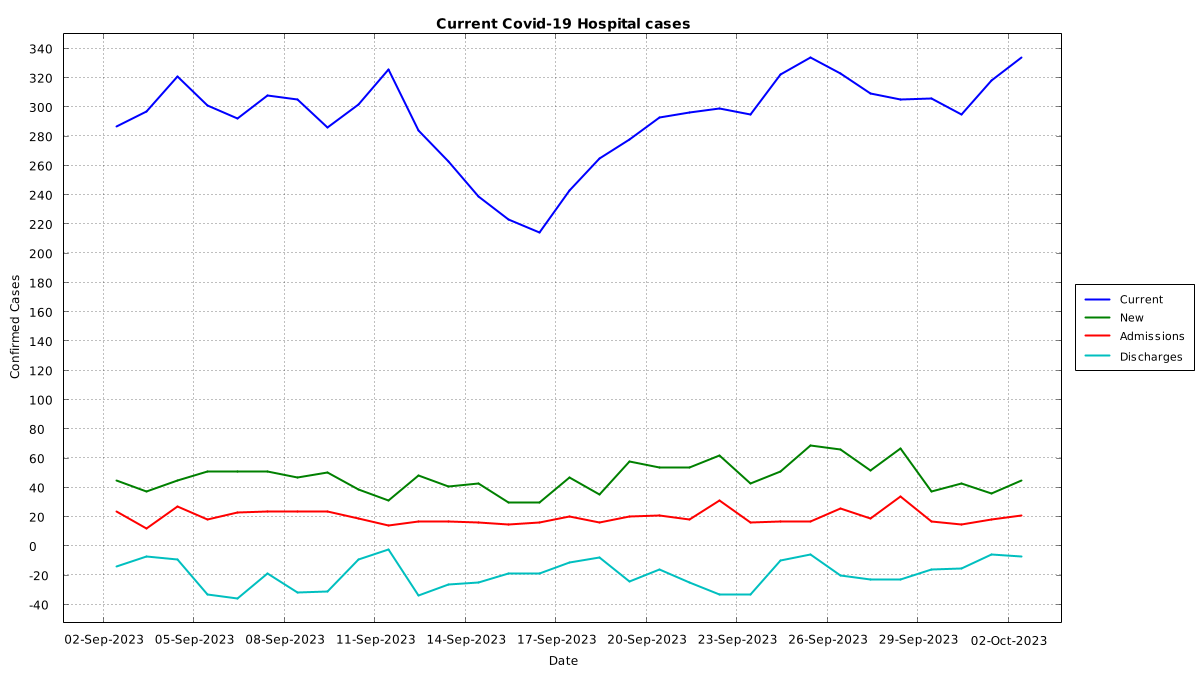 Current Covid-19 Hospital cases
Confirmed Cases
340
320
300
280
260
240
220
200
180
160
140
120
100
80
60
40
20
0
-20
-40
02-Sep-2023 05-Sep-2023 08-Sep-2023 11-Sep-2023 14-Sep-2023 17-Sep-2023 20-Sep-2023 23-Sep-2023 26-Sep-2023 29-Sep-2023 02-Oct-2023
Date
Current
New
Admissions
Discharges